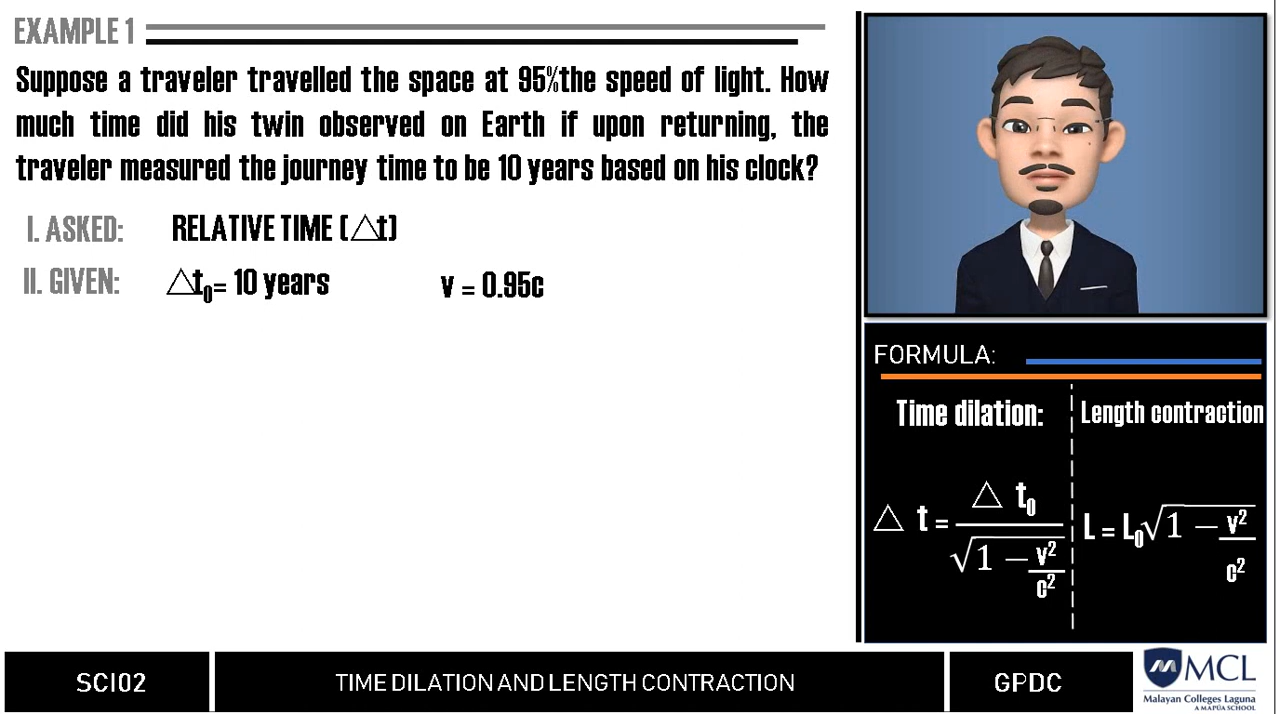 EXAMPLE 1
Suppose a traveler travelled the space at 95%the speed of light. How
much time did his twin observed on Earth if upon returning, the
traveler measured the journey time to be 10 years based on his clock?
I. ASKED: RELATIVE TIME (△t)
II. GIVEN: △t₀= 10 years v = 0.95c
FORMULA:
Time dilation:
△ t = △ t₀ / √1 − v²/c²
Length contraction
L = L₀√1 − v²/c²
SCI02
TIME DILATION AND LENGTH CONTRACTION
GPDC
MCL
Malayan Colleges Laguna
A MAPÚA SCHOOL